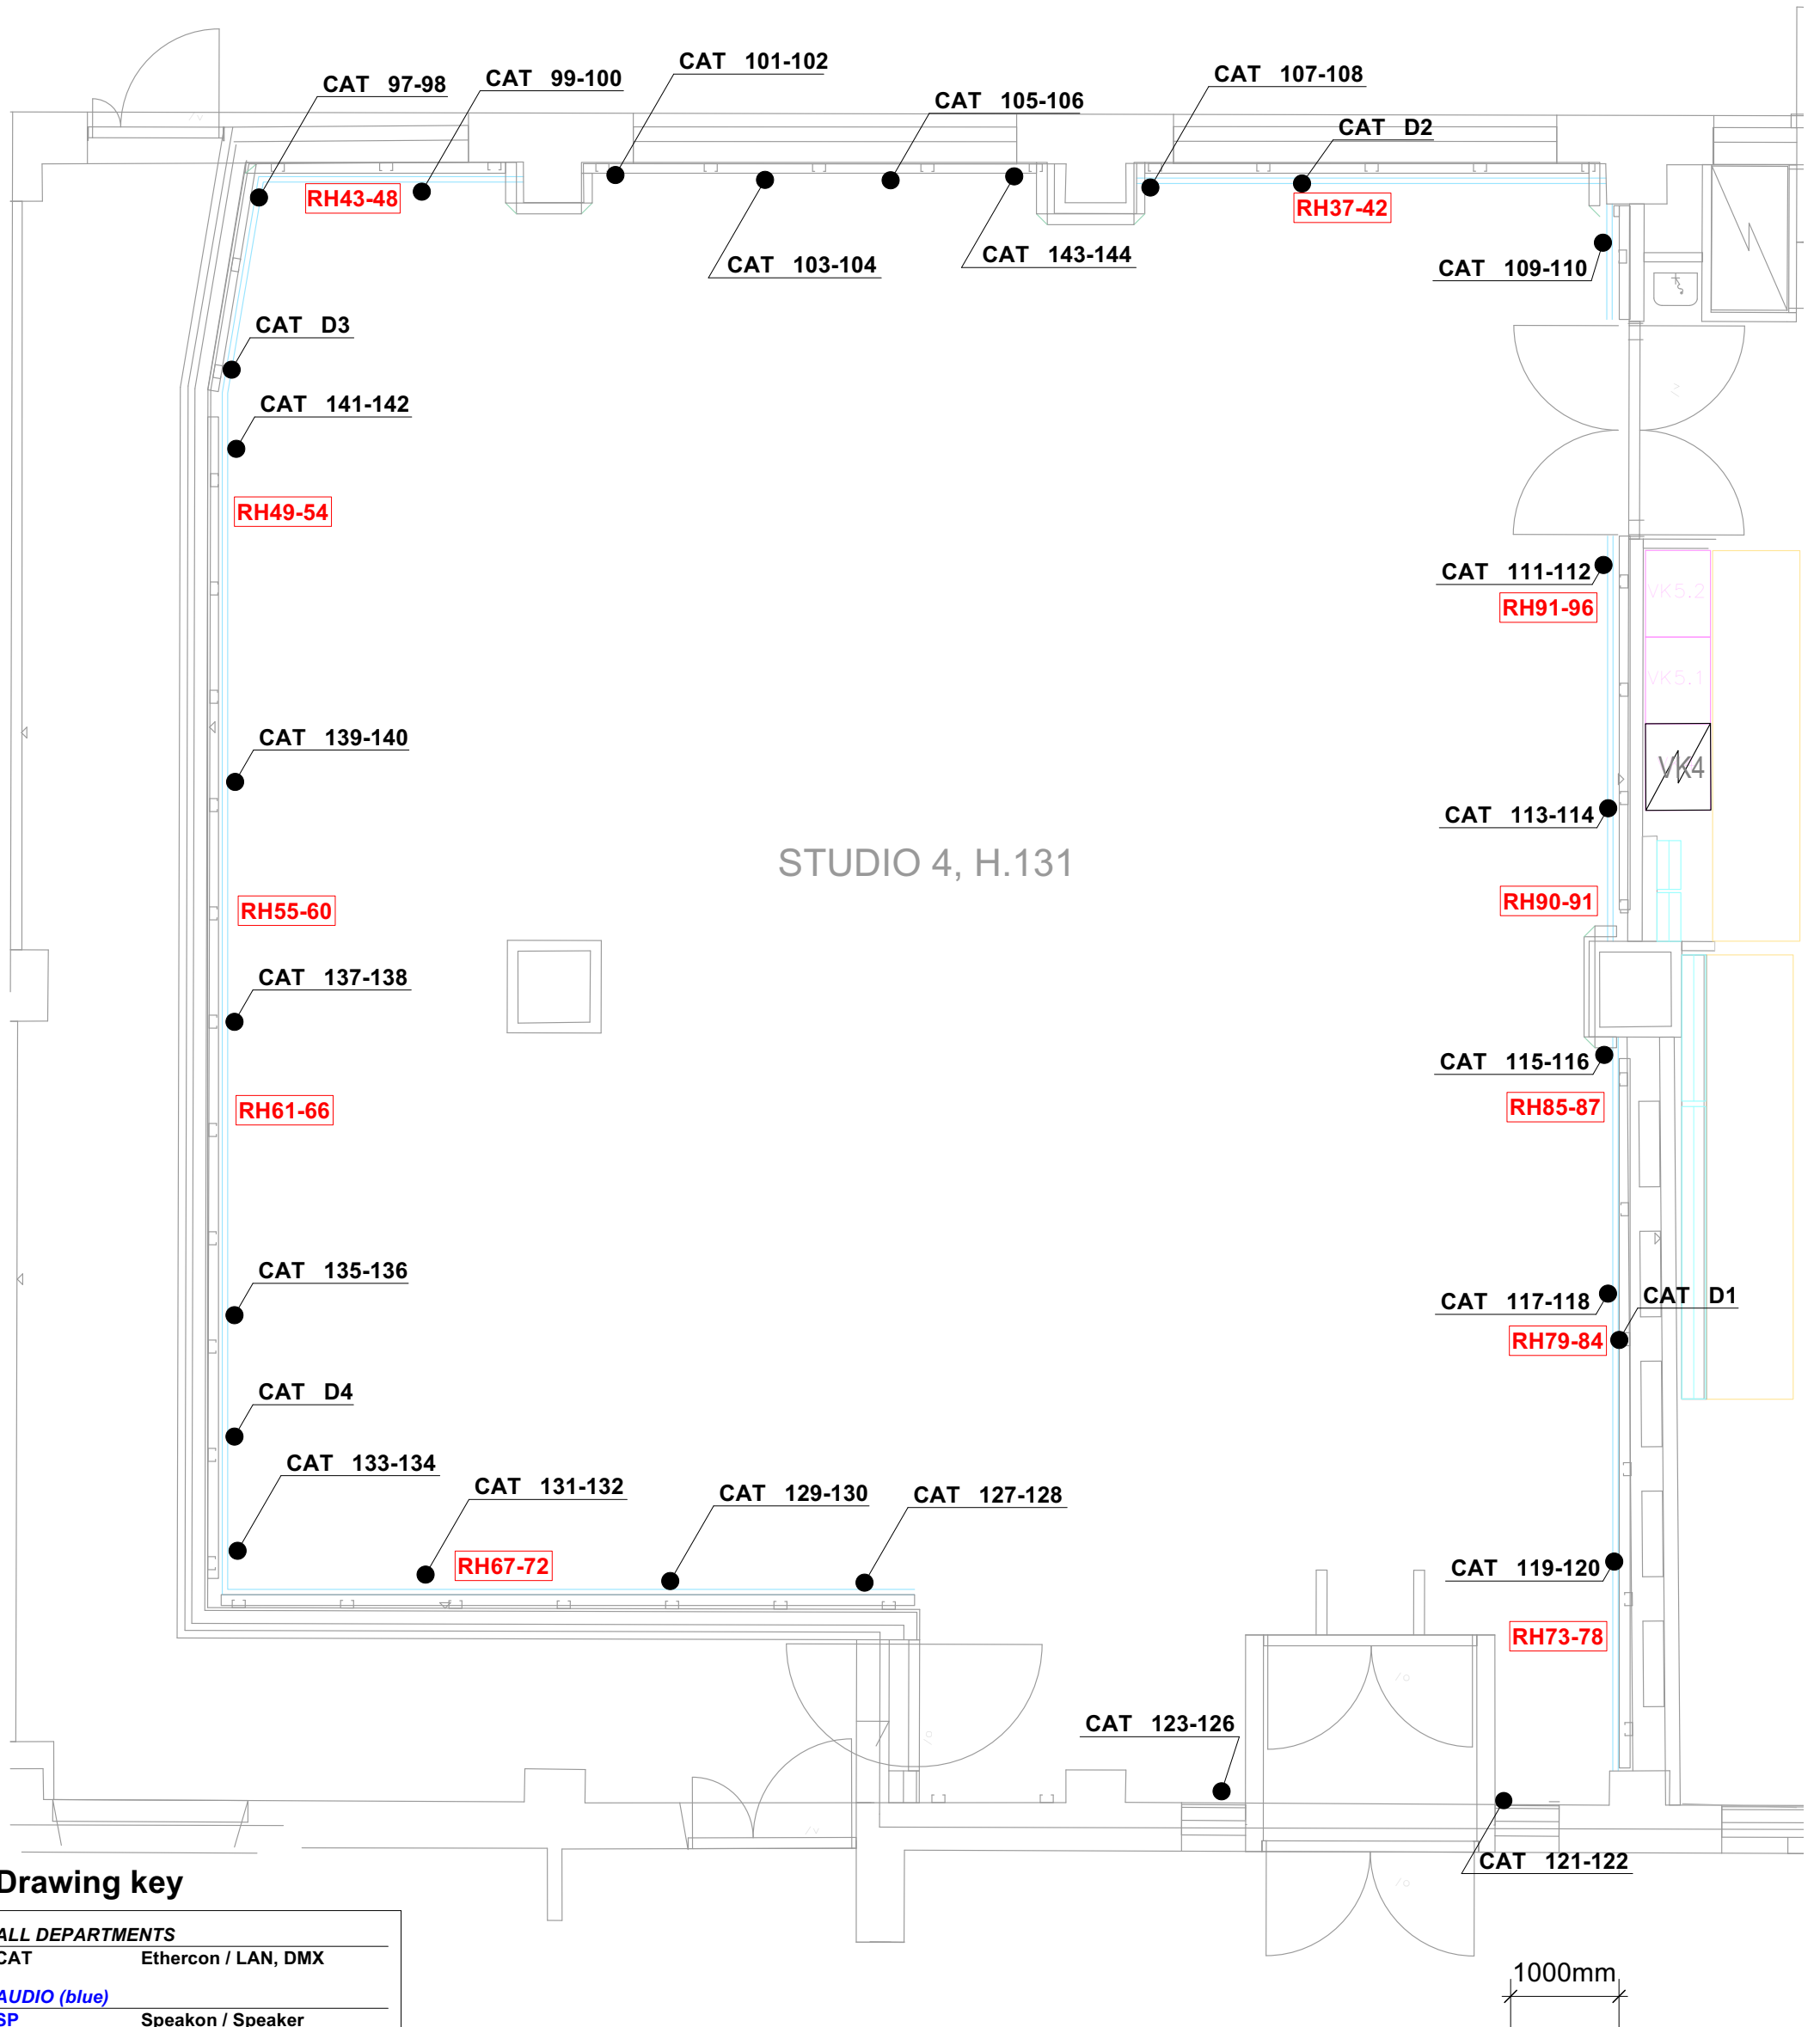 CAT 101-102
CAT 107-108
CAT 97-98
CAT 99-100
CAT 105-106
CAT D2
RH43-48
RH37-42
CAT 143-144
CAT 103-104
CAT 109-110
CAT D3
CAT 141-142
RH49-54
CAT 111-112
VK5.2
RH91-96
VK5.1
CAT 139-140
VK4
CAT 113-114
STUDIO 4, H.131
RH90-91
RH55-60
CAT 137-138
CAT 115-116
RH85-87
RH61-66
CAT 135-136
CAT 117-118
CAT D1
RH79-84
CAT D4
CAT 133-134
CAT 131-132
CAT 129-130
CAT 127-128
RH67-72
CAT 119-120
RH73-78
CAT 123-126
CAT 121-122
Drawing key
ALL DEPARTMENTS
CAT Ethercon / LAN, DMX
AUDIO (blue)
SP Speakon / Speaker
1000mm